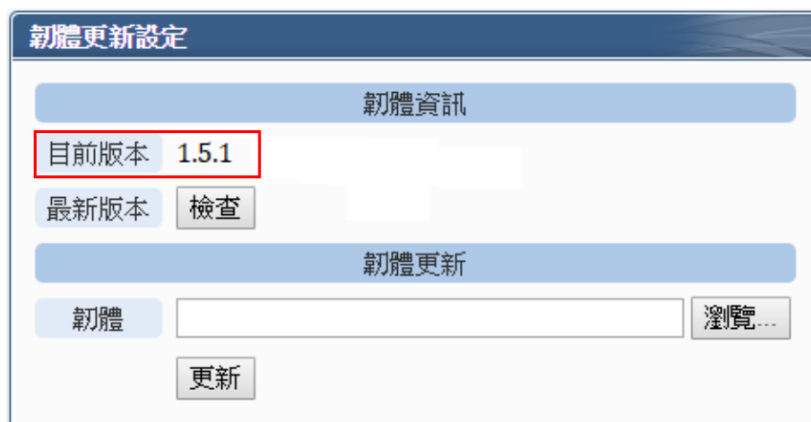 韌體更新設定
韌體資訊
目前版本 1.5.1
最新版本 檢查
韌體更新
韌體 瀏覽...
更新